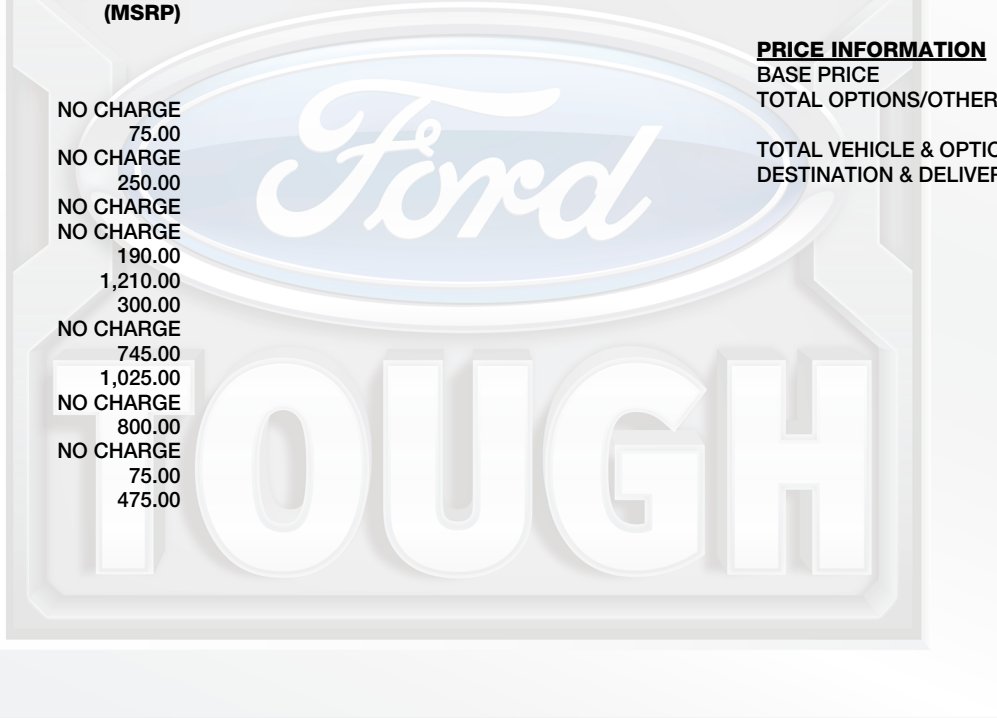 (MSRP)
NO CHARGE
75.00
NO CHARGE
250.00
NO CHARGE
NO CHARGE
190.00
1,210.00
300.00
NO CHARGE
745.00
1,025.00
NO CHARGE
800.00
NO CHARGE
75.00
475.00
PRICE INFORMATION
BASE PRICE
TOTAL OPTIONS/OTHER
TOTAL VEHICLE & OPTIO
DESTINATION & DELIVER
Ford
TOUGH